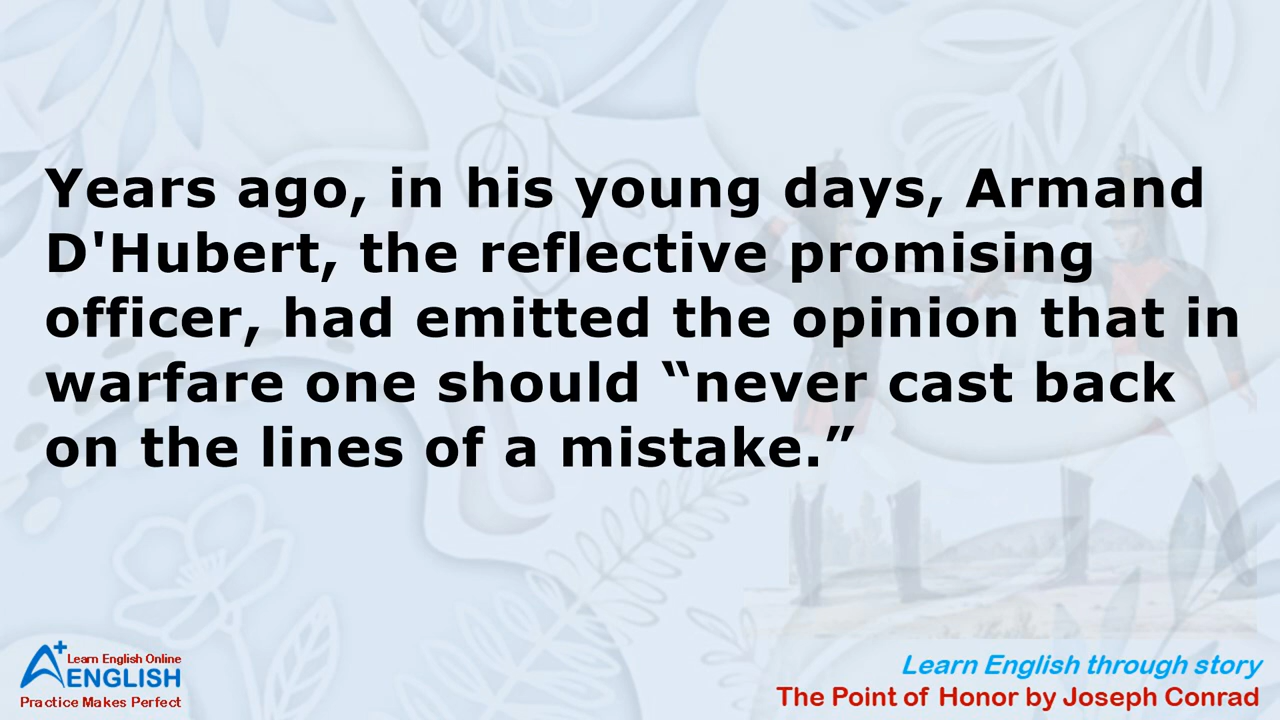 Years ago, in his young days, Armand
D'Hubert, the reflective promising
officer, had emitted the opinion that in
warfare one should “never cast back
on the lines of a mistake.”
A+ Learn English Online
ENGLISH
Practice Makes Perfect
Learn English through story
The Point of Honor by Joseph Conrad